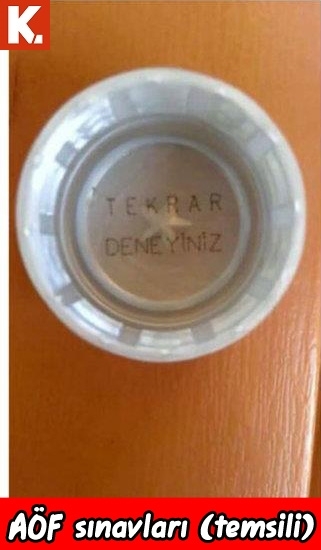 K.
TEKRAR
DENEYİNİZ
AÖF sınavları (temsili)